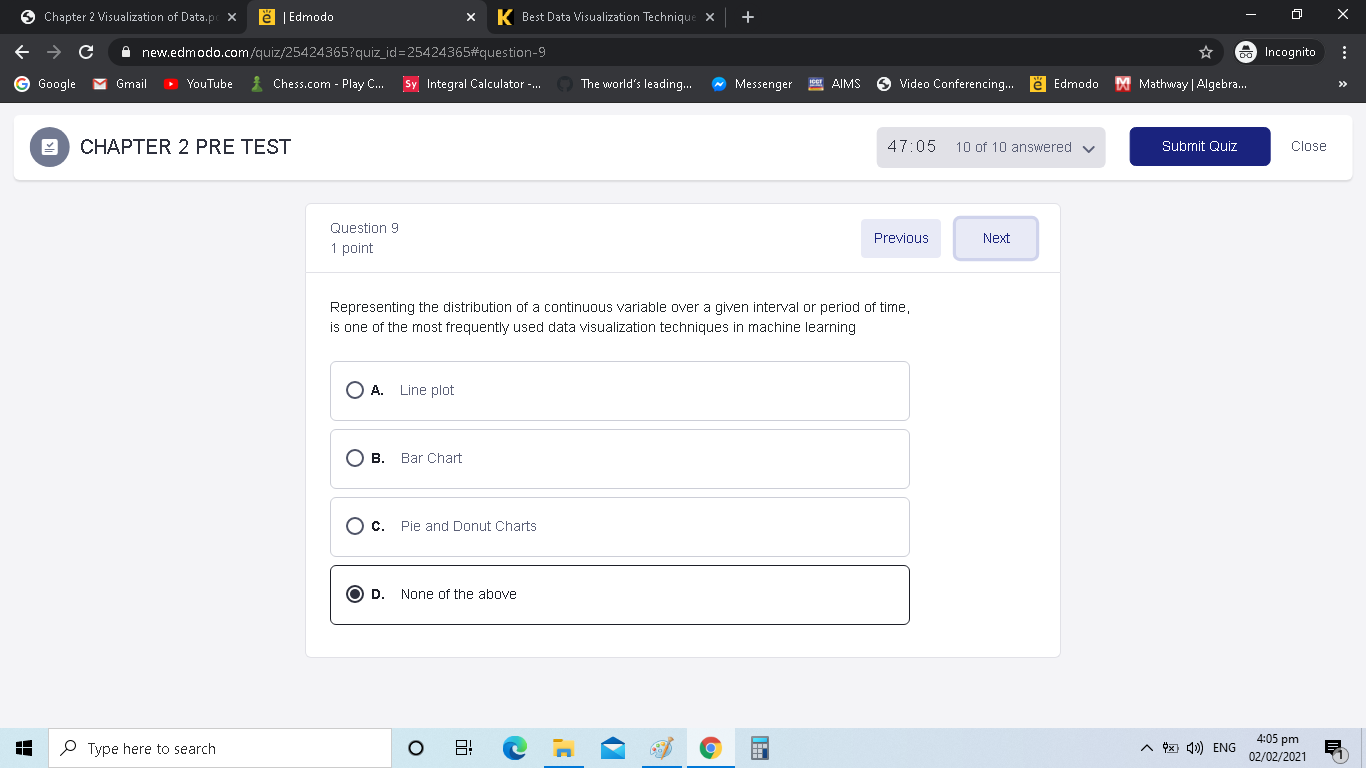 Chapter 2 Visualization of Data.pc
| Edmodo
Best Data Visualization Technique
new.edmodo.com/quiz/25424365?quiz_id=25424365#question-9
Incognito
Google
Gmail
YouTube
Chess.com - Play C...
Sy
Integral Calculator -...
The world's leading...
Messenger
AIMS
Video Conferencing...
Edmodo
Mathway | Algebra...
»
CHAPTER 2 PRE TEST
47:05 10 of 10 answered
Submit Quiz
Close
Question 9
1 point
Previous
Next
Representing the distribution of a continuous variable over a given interval or period of time,
is one of the most frequently used data visualization techniques in machine learning
A. Line plot
B. Bar Chart
C. Pie and Donut Charts
D. None of the above
Type here to search
ENG
4:05 pm
02/02/2021
1